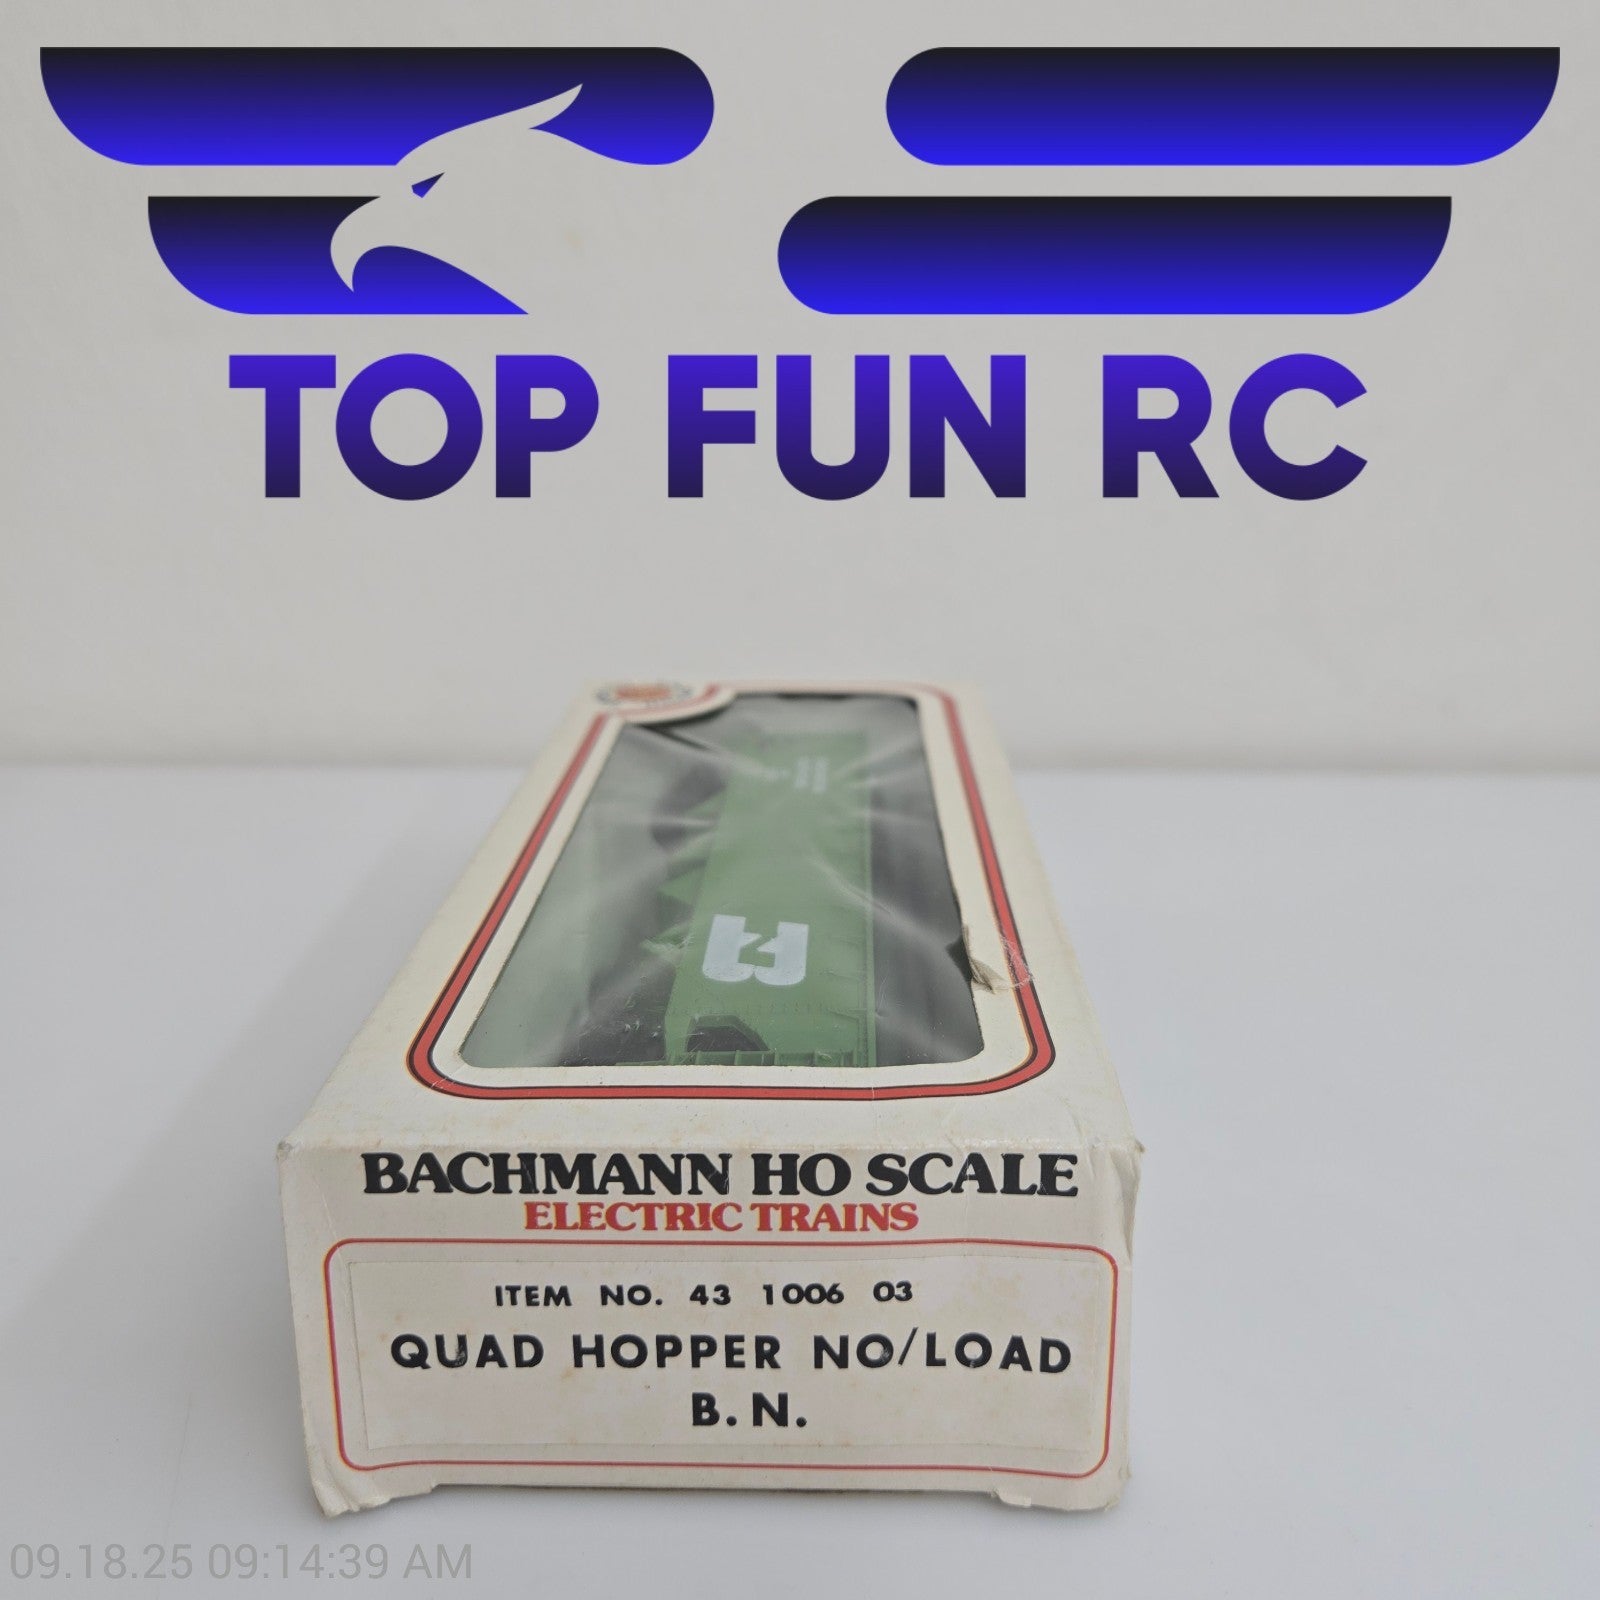 TOP FUN RC
BN
BACHMANN HO SCALE
ELECTRIC TRAINS
ITEM NO. 43 1006 03
QUAD HOPPER NO/LOAD
B.N.
09.18.25 09:14:39 AM